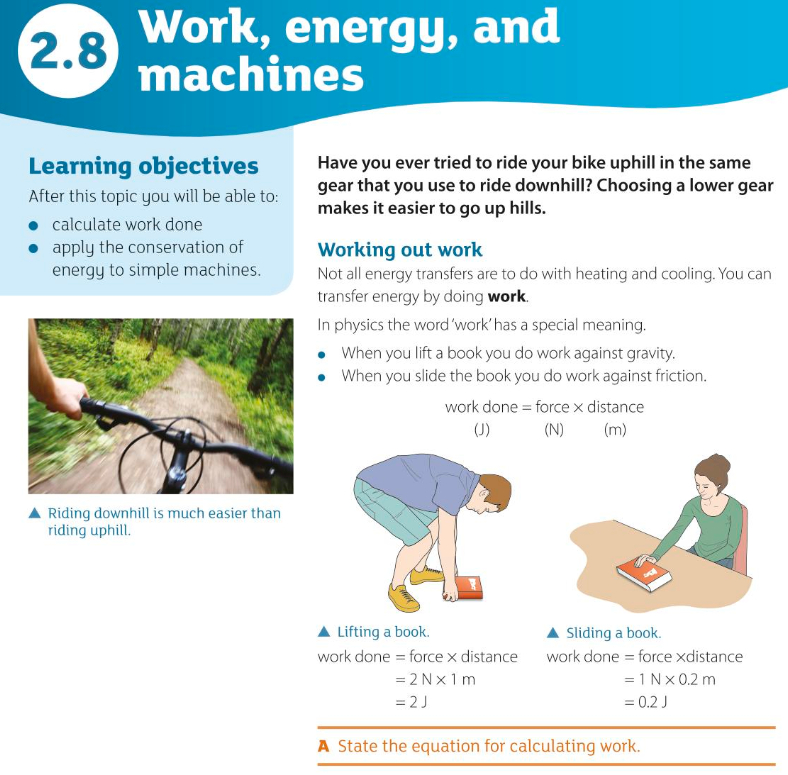 2.8
Work, energy, and
machines
Learning objectives
After this topic you will be able to:
● calculate work done
● apply the conservation of
energy to simple machines.
▲ Riding downhill is much easier than
riding uphill.
Have you ever tried to ride your bike uphill in the same
gear that you use to ride downhill? Choosing a lower gear
makes it easier to go up hills.
Working out work
Not all energy transfers are to do with heating and cooling. You can
transfer energy by doing work.
In physics the word ‘work’ has a special meaning.
● When you lift a book you do work against gravity.
● When you slide the book you do work against friction.
work done = force × distance
(J) (N) (m)
▲ Lifting a book.
work done = force × distance
= 2 N × 1 m
= 2 J
▲ Sliding a book.
work done = force ×distance
= 1 N × 0.2 m
= 0.2 J
A State the equation for calculating work.